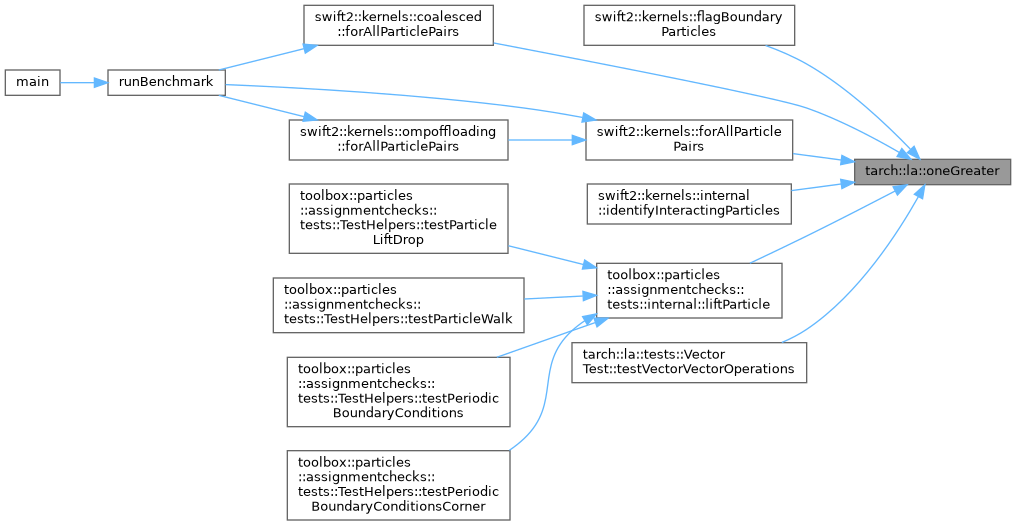 swift2::kernels::coalesced
::forAllParticlePairs
swift2::kernels::flagBoundary
Particles
main
runBenchmark
swift2::kernels::ompoffloading
::forAllParticlePairs
swift2::kernels::forAllParticle
Pairs
tarch::la::oneGreater
toolbox::particles
::assignmentchecks::
tests::TestHelpers::testParticle
LiftDrop
swift2::kernels::internal
::identifyInteractingParticles
toolbox::particles
::assignmentchecks::
tests::internal::liftParticle
toolbox::particles
::assignmentchecks::
tests::TestHelpers::testParticleWalk
tarch::la::tests::Vector
Test::testVectorVectorOperations
toolbox::particles
::assignmentchecks::
tests::TestHelpers::testPeriodic
BoundaryConditions
toolbox::particles
::assignmentchecks::
tests::TestHelpers::testPeriodic
BoundaryConditionsCorner